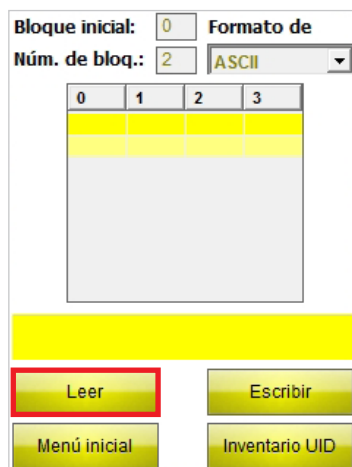 Bloque inicial: 0 Formato de
Núm. de bloq.: 2 ASCII
0 1 2 3
Leer Escribir
Menú inicial Inventario UID